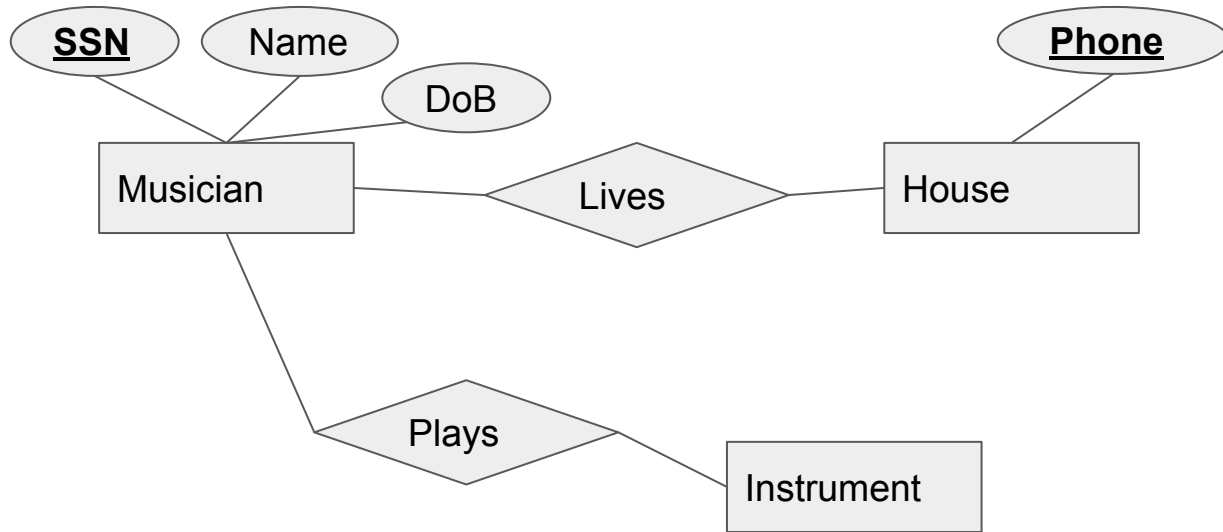 SSN
Name
Phone
DoB
Musician
Lives
House
Plays
Instrument